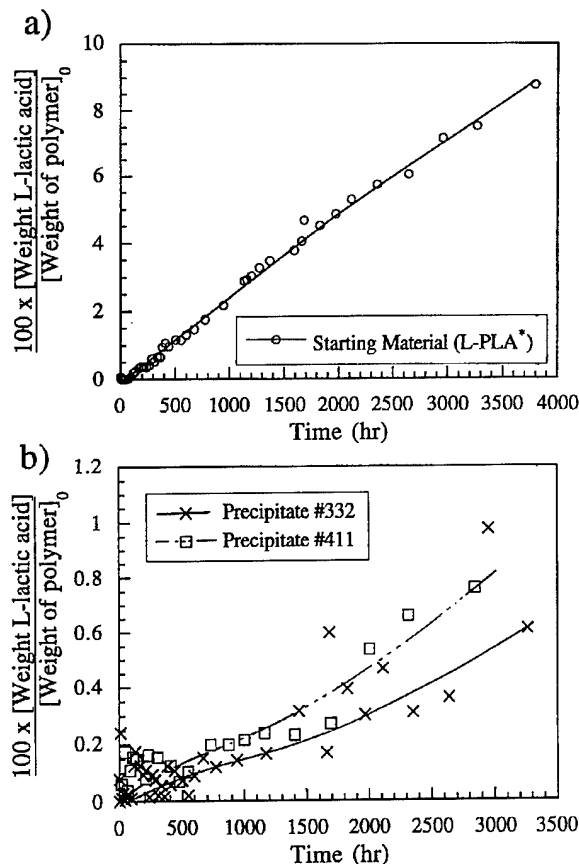 a)
100 x [Weight L-lactic acid]
[Weight of polymer]0
10
8
6
4
2
0
Starting Material (L-PLA*)
0 500 1000 1500 2000 2500 3000 3500 4000
Time (hr)
b)
100 x [Weight L-lactic acid]
[Weight of polymer]0
1.2
1
0.8
0.6
0.4
0.2
0
Precipitate #332
Precipitate #411
0 500 1000 1500 2000 2500 3000 3500
Time (hr)